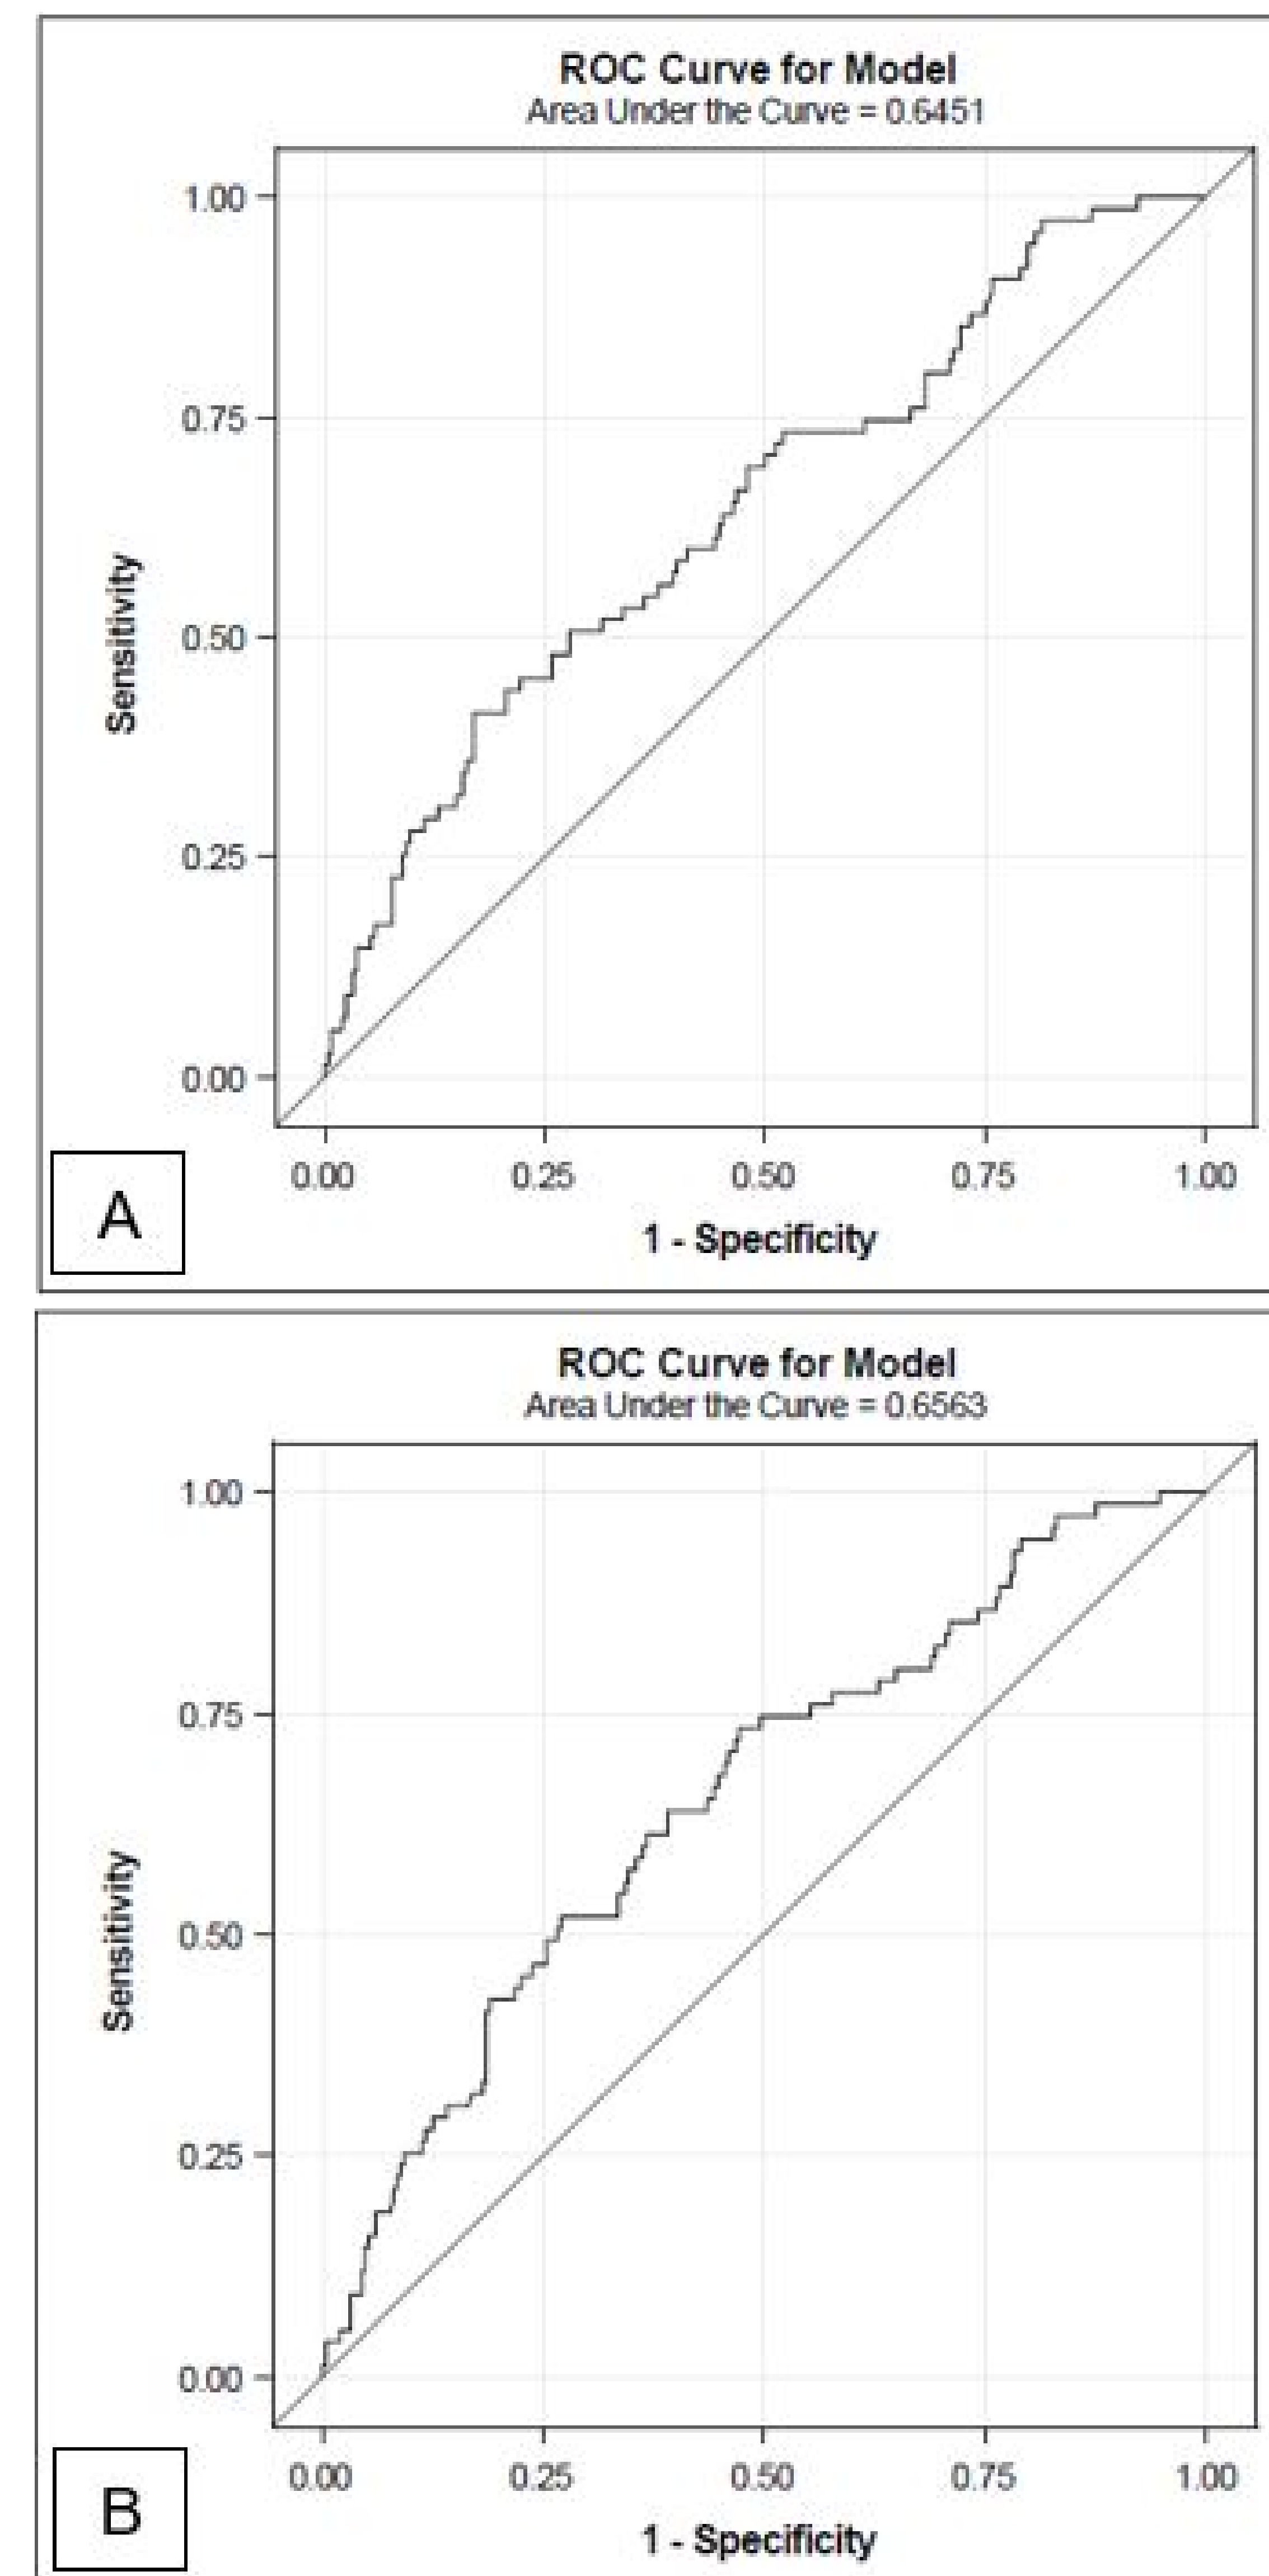 ROC Curve for Model
Area Under the Curve = 0.6451
1.00
0.75
0.50
0.25
0.00
Sensitivity
0.00 0.25 0.50 0.75 1.00
1 - Specificity
A
ROC Curve for Model
Area Under the Curve = 0.6563
1.00
0.75
0.50
0.25
0.00
Sensitivity
0.00 0.25 0.50 0.75 1.00
1 - Specificity
B